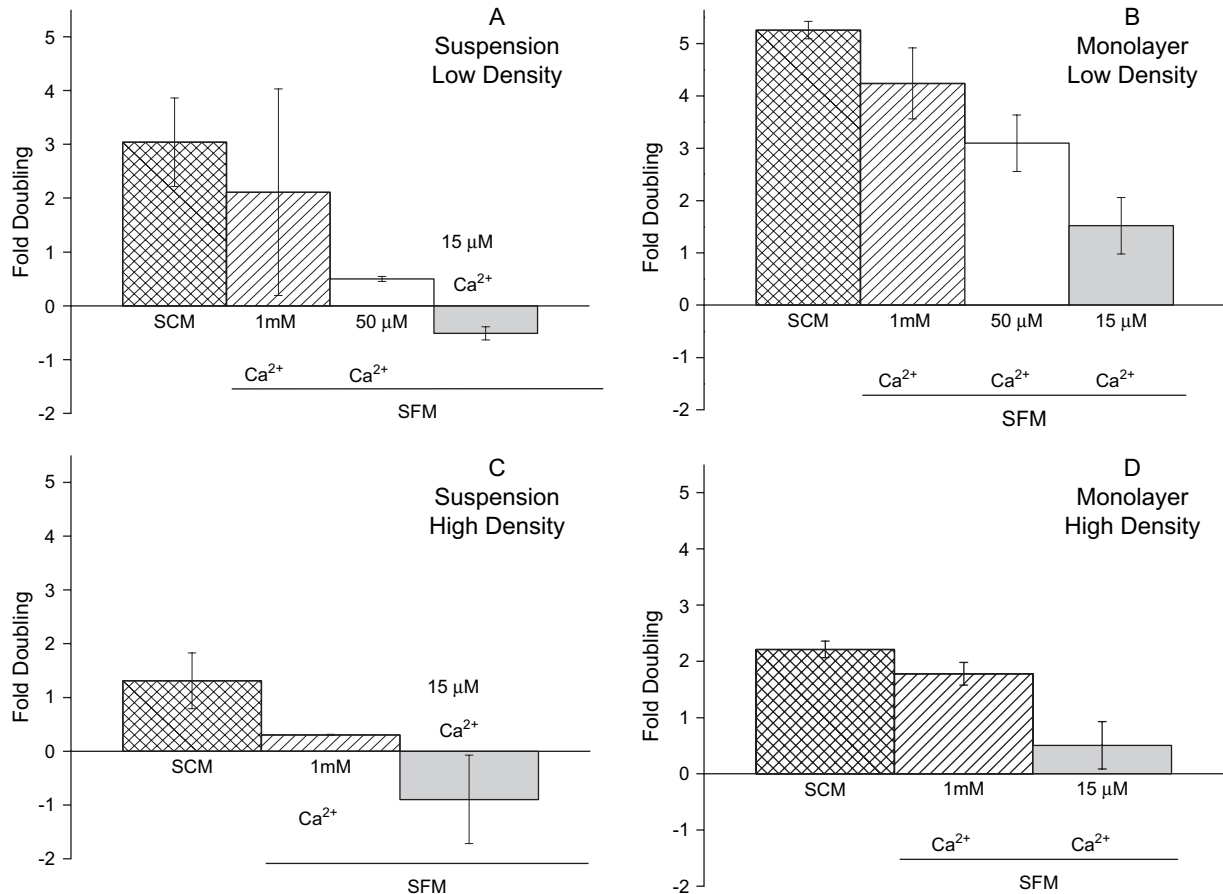 A
Suspension
Low Density
5
4
3
2
1
0
-1
-2
Fold Doubling
15 μM
Ca²⁺
SCM 1mM 50 μM
Ca²⁺ Ca²⁺
SFM
B
Monolayer
Low Density
5
4
3
2
1
0
-1
-2
Fold Doubling
SCM 1mM 50 μM 15 μM
Ca²⁺ Ca²⁺ Ca²⁺
SFM
C
Suspension
High Density
5
4
3
2
1
0
-1
-2
Fold Doubling
15 μM
Ca²⁺
SCM 1mM
Ca²⁺
SFM
D
Monolayer
High Density
5
4
3
2
1
0
-1
-2
Fold Doubling
SCM 1mM 15 μM
Ca²⁺ Ca²⁺
SFM